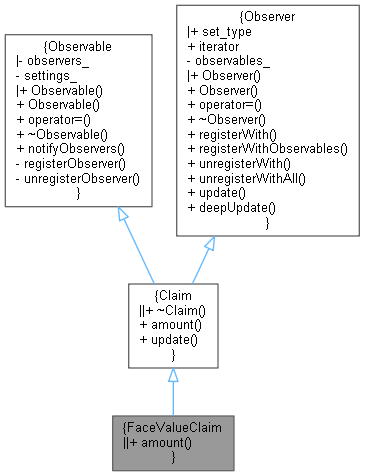 {Observable
|- observers_
- settings_
|+ Observable()
+ Observable()
+ operator=()
+ ~Observable()
+ notifyObservers()
- registerObserver()
- unregisterObserver()
}
{Observer
|+ set_type
+ iterator
- observables_
|+ Observer()
+ Observer()
+ operator=()
+ ~Observer()
+ registerWith()
+ registerWithObservables()
+ unregisterWith()
+ unregisterWithAll()
+ update()
+ deepUpdate()
}
{Claim
||+ ~Claim()
+ amount()
+ update()
}
{FaceValueClaim
||+ amount()
}